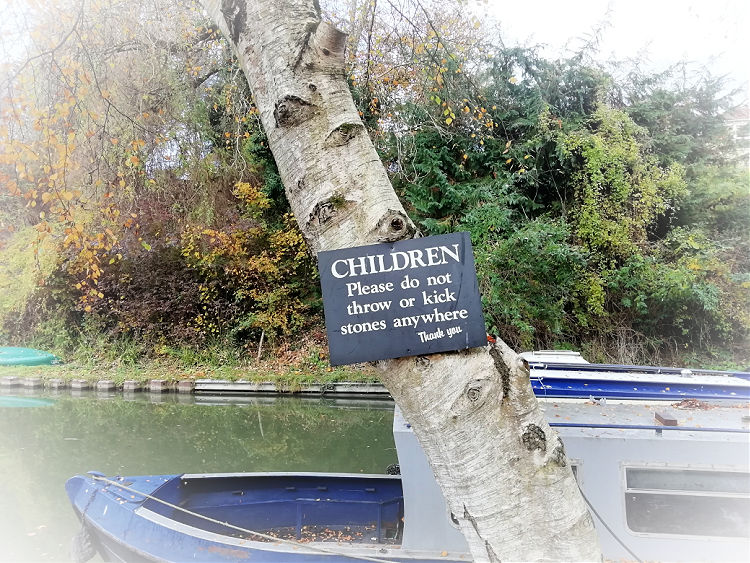 CHILDREN
Please do not
throw or kick
stones anywhere
Thank you